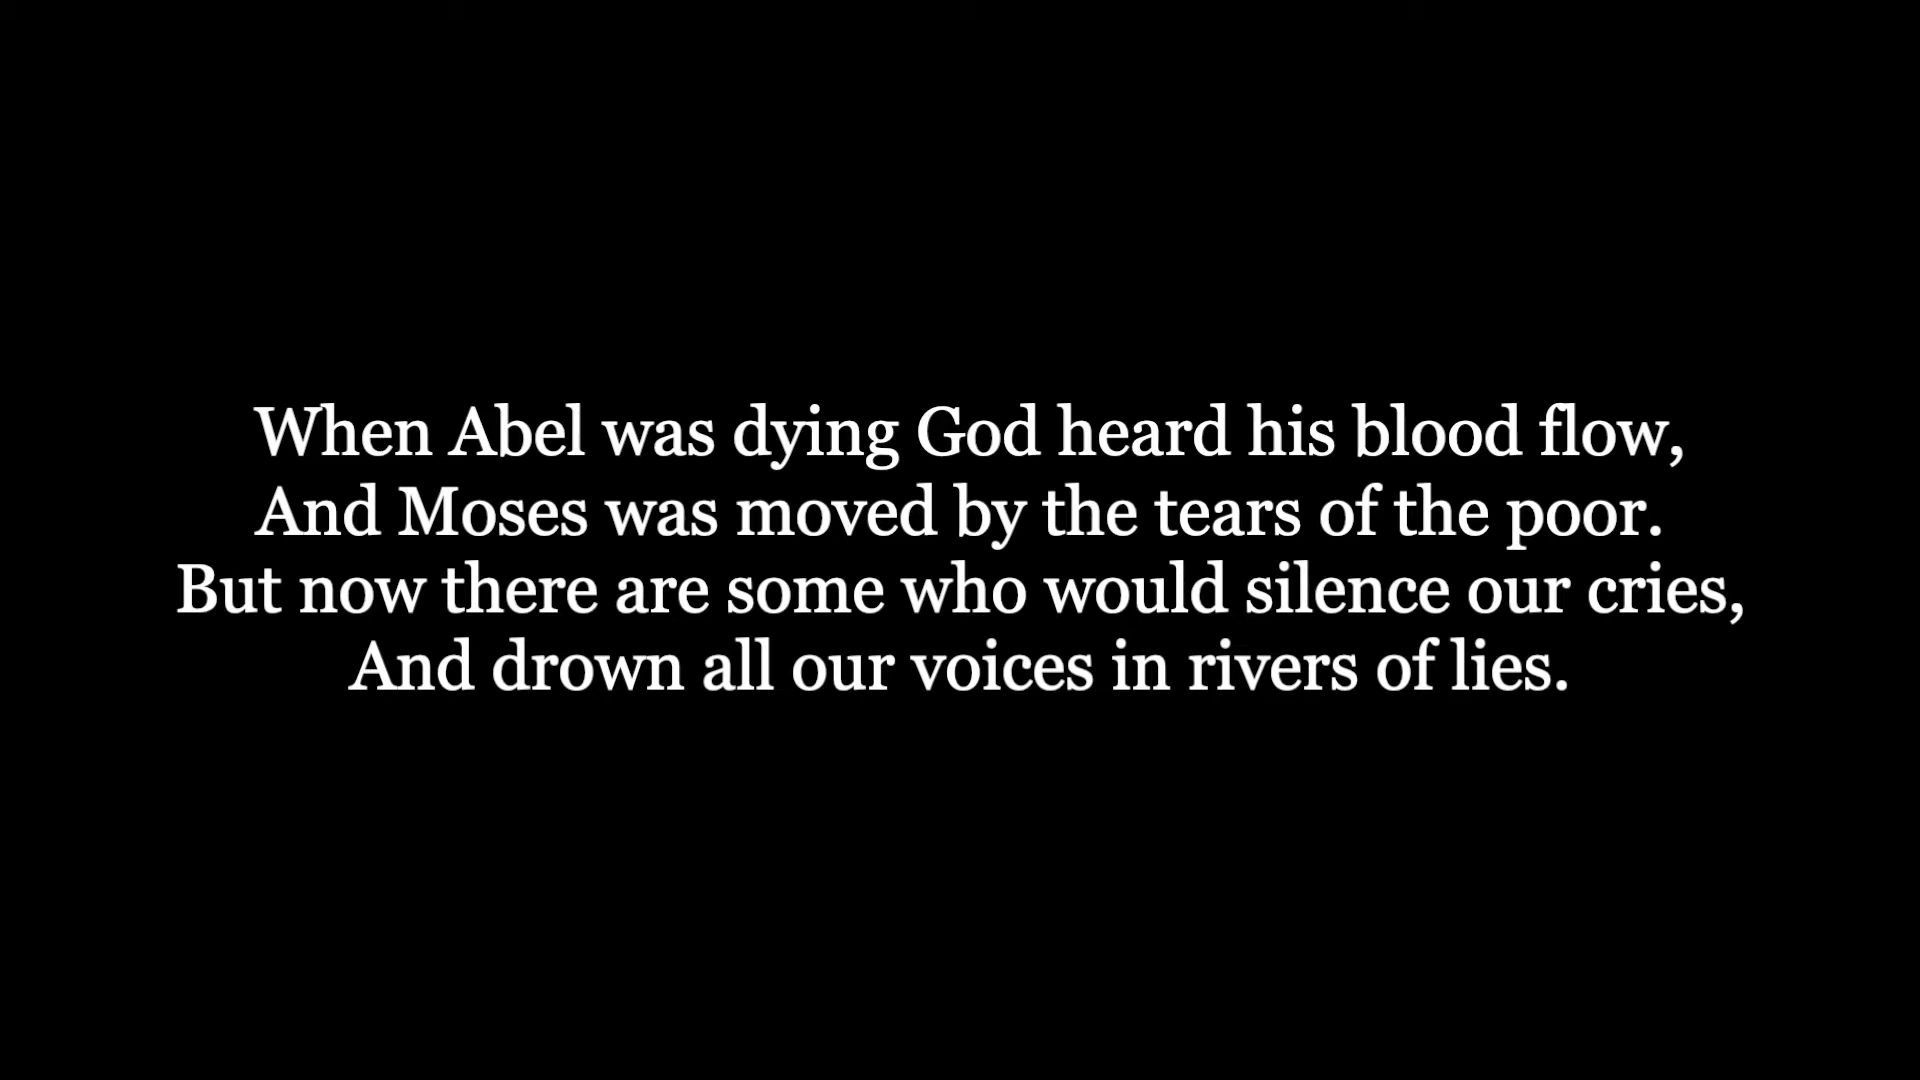 When Abel was dying God heard his blood flow,
And Moses was moved by the tears of the poor.
But now there are some who would silence our cries,
And drown all our voices in rivers of lies.